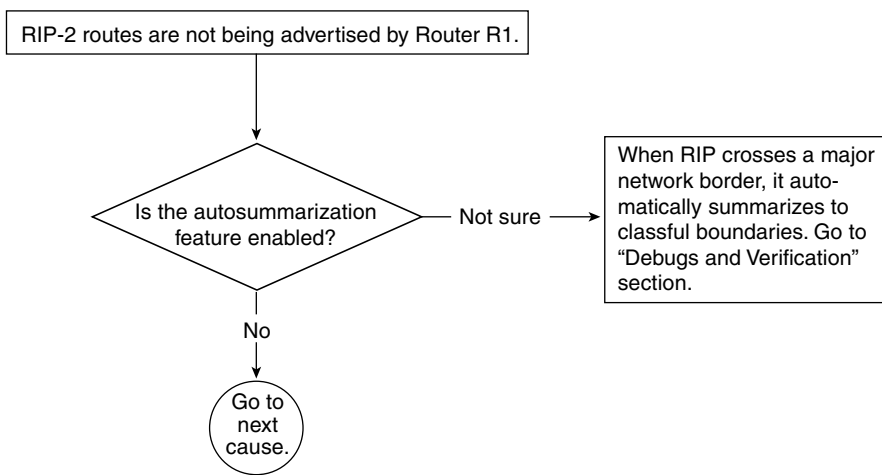 RIP-2 routes are not being advertised by Router R1.
Is the autosummarization
feature enabled?
Not sure
When RIP crosses a major
network border, it auto-
matically summarizes to
classful boundaries. Go to
“Debugs and Verification”
section.
No
Go to
next
cause.